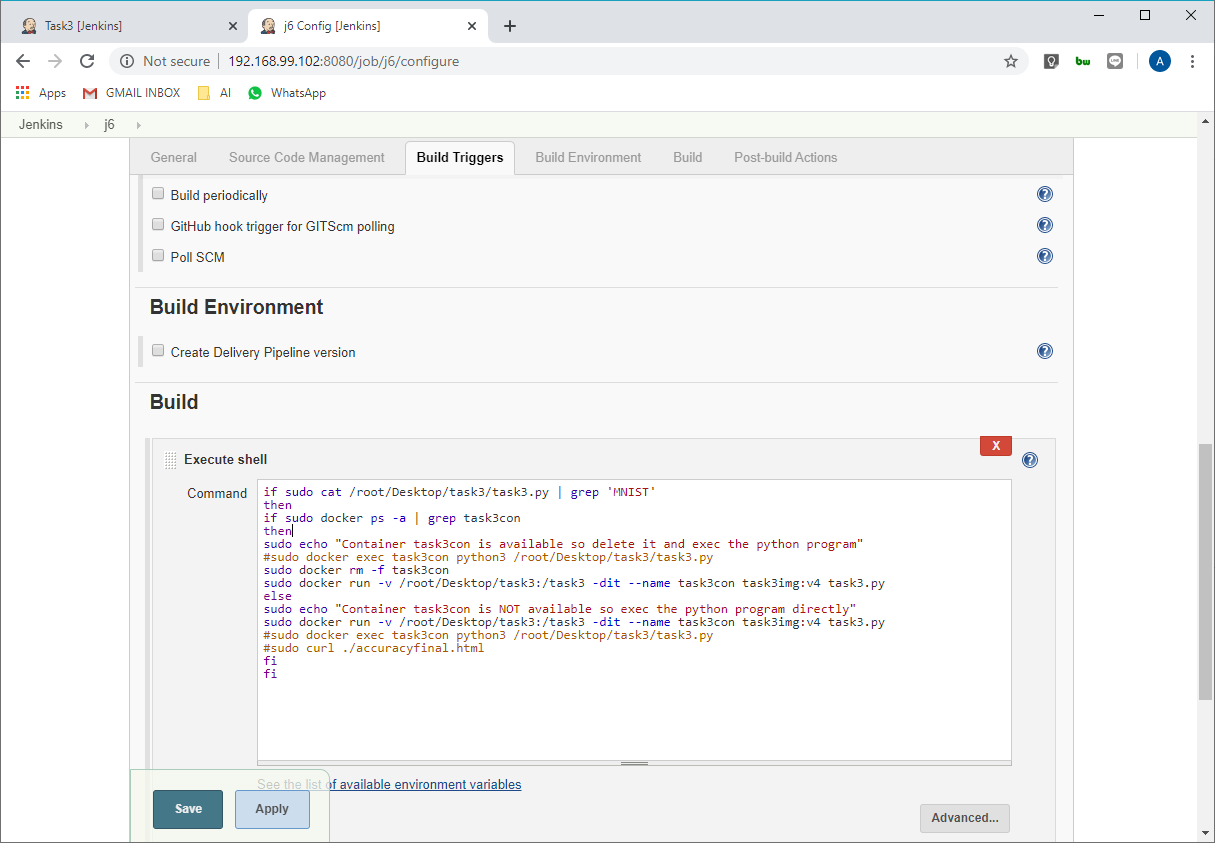 Task3 [Jenkins]
j6 Config [Jenkins]
Not secure
192.168.99.102:8080/job/j6/configure
bw
A
Apps
GMAIL INBOX
AI
WhatsApp
Jenkins
j6
General
Source Code Management
Build Triggers
Build Environment
Build
Post-build Actions
Build periodically
GitHub hook trigger for GITScm polling
Poll SCM
Build Environment
Create Delivery Pipeline version
Build
Execute shell
X
Command
if sudo cat /root/Desktop/task3/task3.py | grep 'MNIST'
then
if sudo docker ps -a | grep task3con
then
sudo echo "Container task3con is available so delete it and exec the python program"
#sudo docker exec task3con python3 /root/Desktop/task3/task3.py
sudo docker rm -f task3con
sudo docker run -v /root/Desktop/task3:/task3 -dit --name task3con task3img:v4 task3.py
else
sudo echo "Container task3con is NOT available so exec the python program directly"
sudo docker run -v /root/Desktop/task3:/task3 -dit --name task3con task3img:v4 task3.py
#sudo docker exec task3con python3 /root/Desktop/task3/task3.py
#sudo curl ./accuracyfinal.html
fi
fi
See the list of available environment variables
Save
Apply
Advanced...